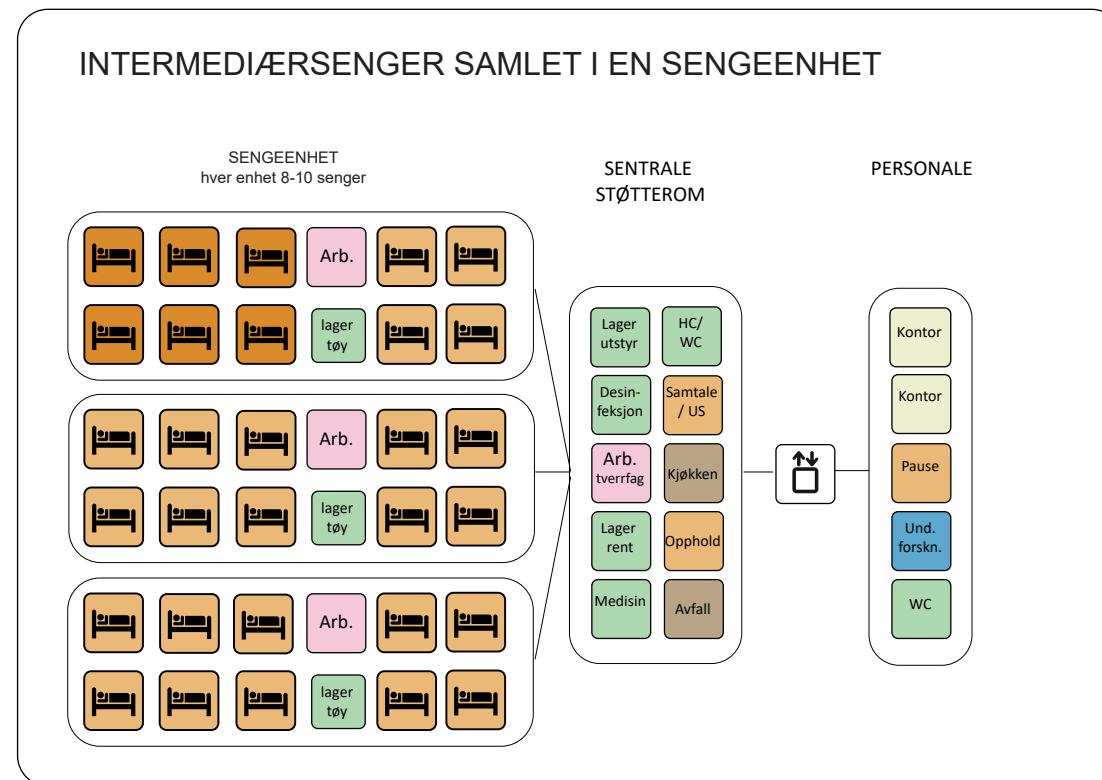 INTERMEDIÆRSENGER SAMLET I EN SENGEENHET
SENGEENHET
hver enhet 8-10 senger
SENTRALE
STØTTEROM
PERSONALE
Arb.
lager
tøy
Arb.
lager
tøy
Arb.
lager
tøy
Lager
utstyr
HC/
WC
Desin-
feksjon
Samtale
/ US
Arb.
tverrfag
Kjøkken
Lager
rent
Opphold
Medisin
Avfall
Kontor
Kontor
Pause
Und.
forskn.
WC